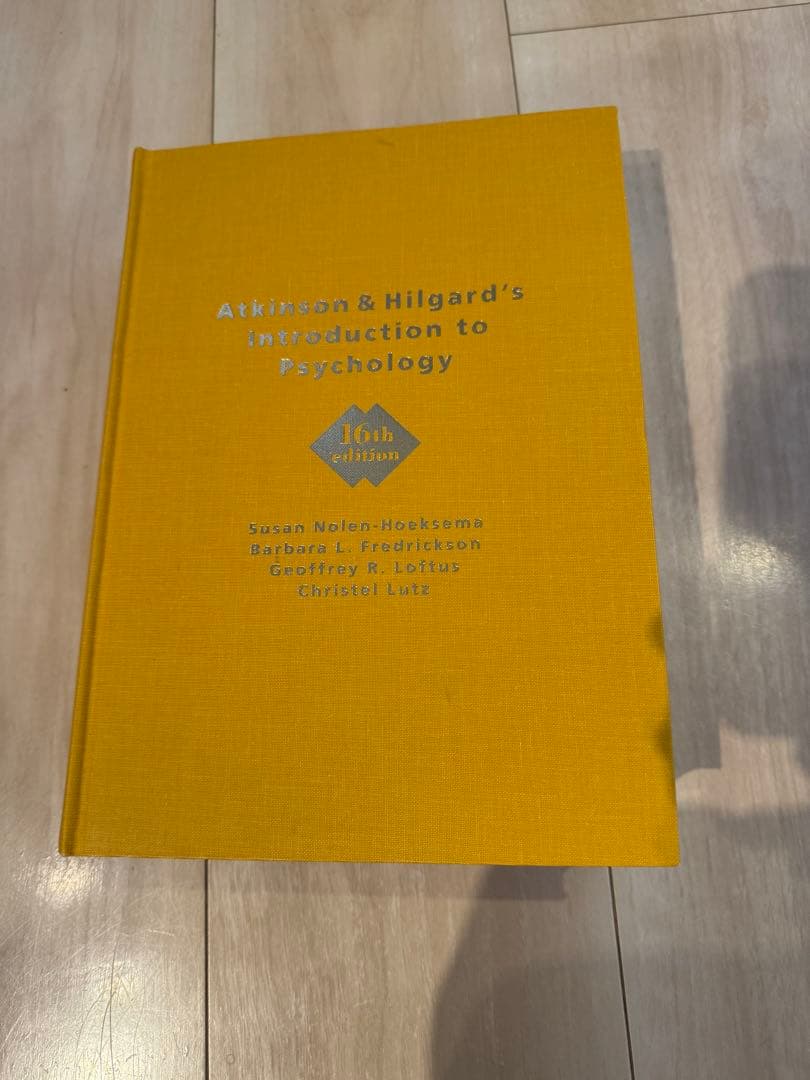 Atkinson & Hilgard's
Introduction to
Psychology
16th
edition
Susan Nolen-Hoeksema
Barbara L. Fredrickson
Geoffrey R. Loftus
Christel Lutz